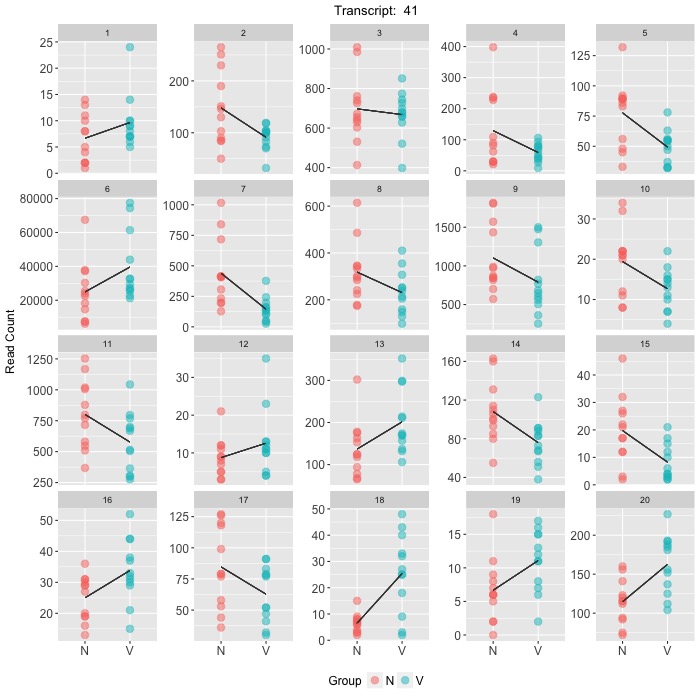 Transcript: 41
1 2 3 4 5
25 20 15 10 5 0
200 100
1000 800 600 400
400 300 200 100 0
125 100 75 50
6 7 8 9 10
80000 60000 40000 20000
1000 750 500 250 0
600 400 200
1500 1000 500
30 20 10
Read Count
11 12 13 14 15
1250 1000 750 500 250
30 20 10
300 200 100
160 120 80 40
40 30 20 10 0
16 17 18 19 20
50 40 30 20
125 100 75 50
50 40 30 20 10 0
15 10 5 0
200 150 100
N V N V N V N V N V
Group N V